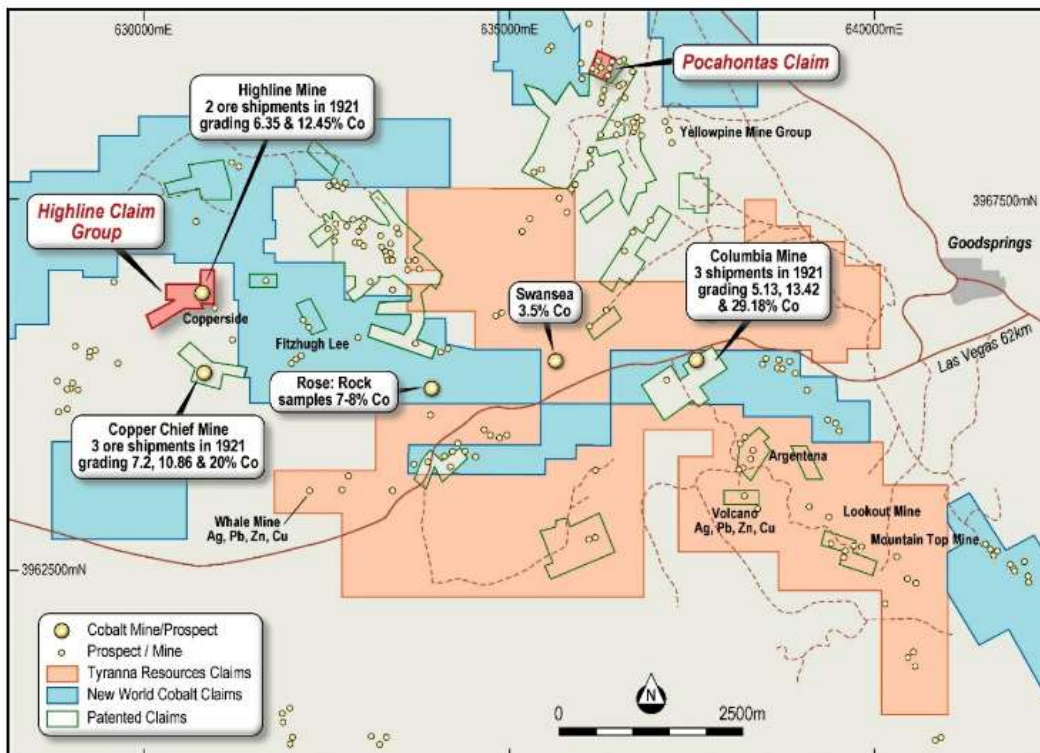 630000mE
635000mE
640000mE
Pocahontas Claim
Highline Mine
2 ore shipments in 1921
grading 6.35 & 12.45% Co
Yellowpine Mine Group
3967500mN
Highline Claim
Group
Goodsprings
Columbia Mine
3 shipments in 1921
grading 5.13, 13.42
& 29.18% Co
Swansea
3.5% Co
Copperside
Fitzhugh Lee
Las Vegas 62km
Rose: Rock
samples 7-8% Co
Copper Chief Mine
3 ore shipments in 1921
grading 7.2, 10.86 & 20% Co
Argentena
Whale Mine
Ag, Pb, Zn, Cu
Volcano
Ag, Pb, Zn, Cu
Lookout Mine
Mountain Top Mine
3962500mN
Cobalt Mine/Prospect
Prospect / Mine
Tyranna Resources Claims
New World Cobalt Claims
Patented Claims
N
0
2500m